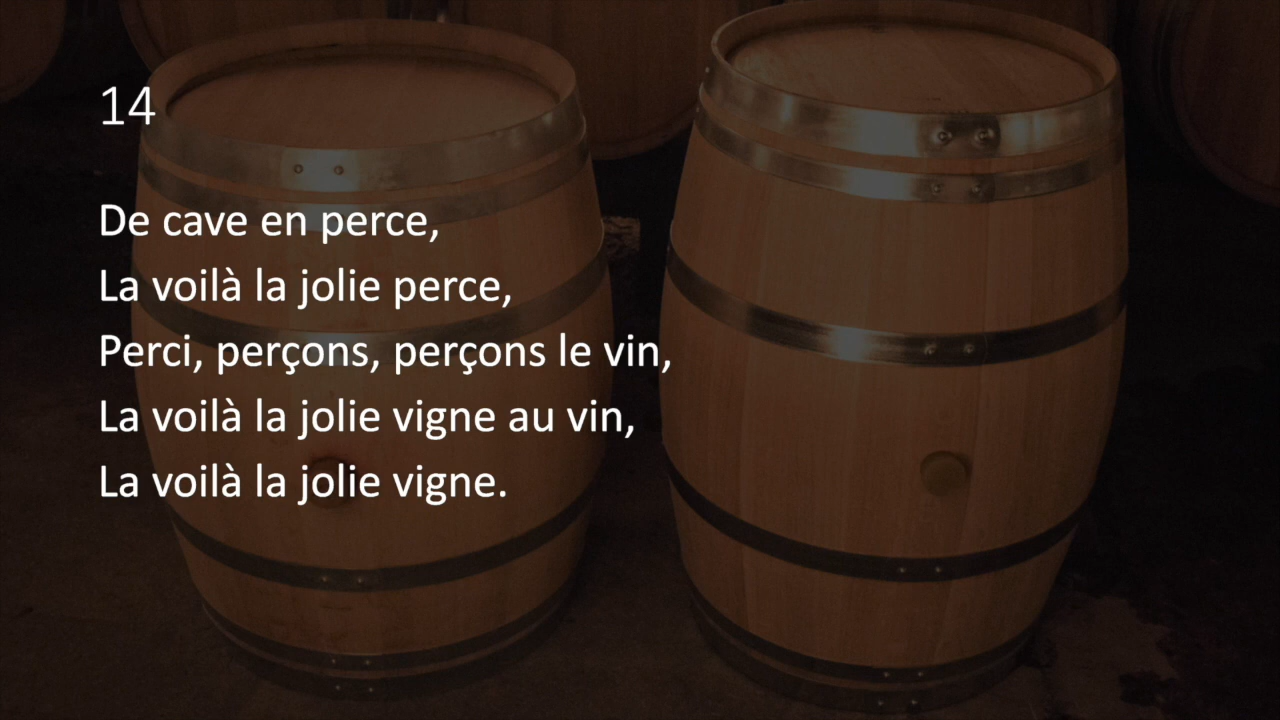 14
De cave en perce,
La voilà la jolie perce,
Perci, perçons, perçons le vin,
La voilà la jolie vigne au vin,
La voilà la jolie vigne.